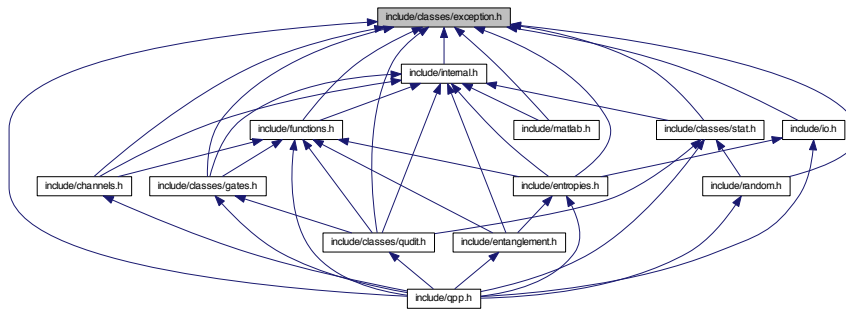 include/classes/exception.h
include/internal.h
include/functions.h
include/matlab.h
include/classes/stat.h
include/io.h
include/channels.h
include/classes/gates.h
include/entropies.h
include/random.h
include/classes/qudit.h
include/entanglement.h
include/qpp.h